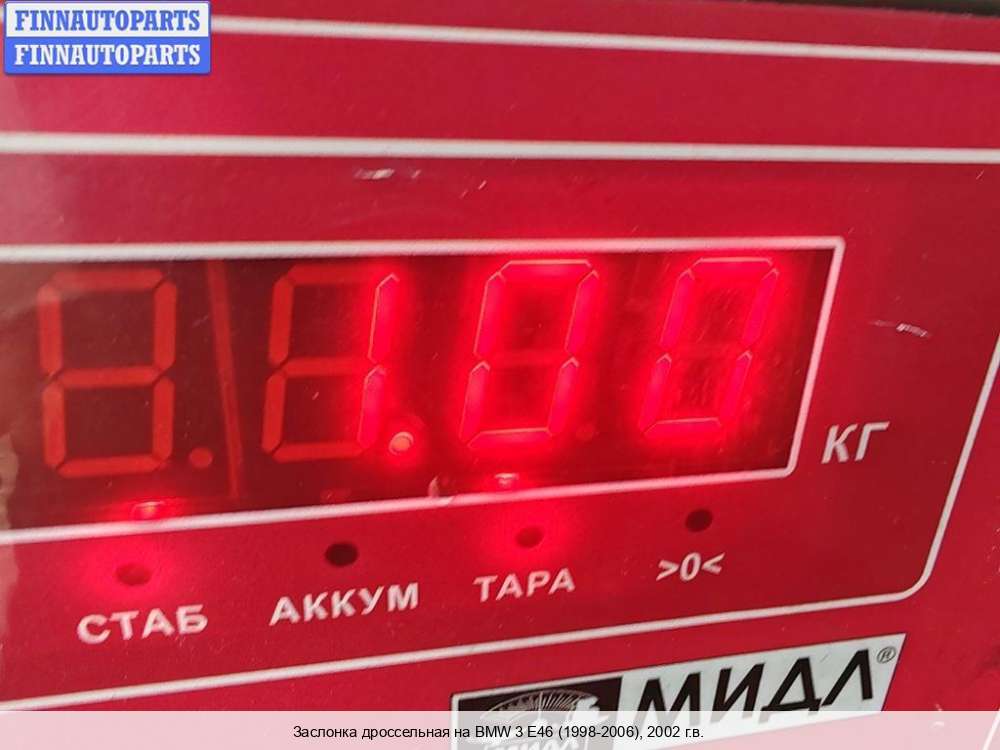 FINNAUTOPARTS
FINNAUTOPARTS
1.00
КГ
СТАБ
АККУМ
ТАРА
>0<
МИДЛ®
МИДЛ
Заслонка дроссельная на BMW 3 E46 (1998-2006), 2002 г.в.